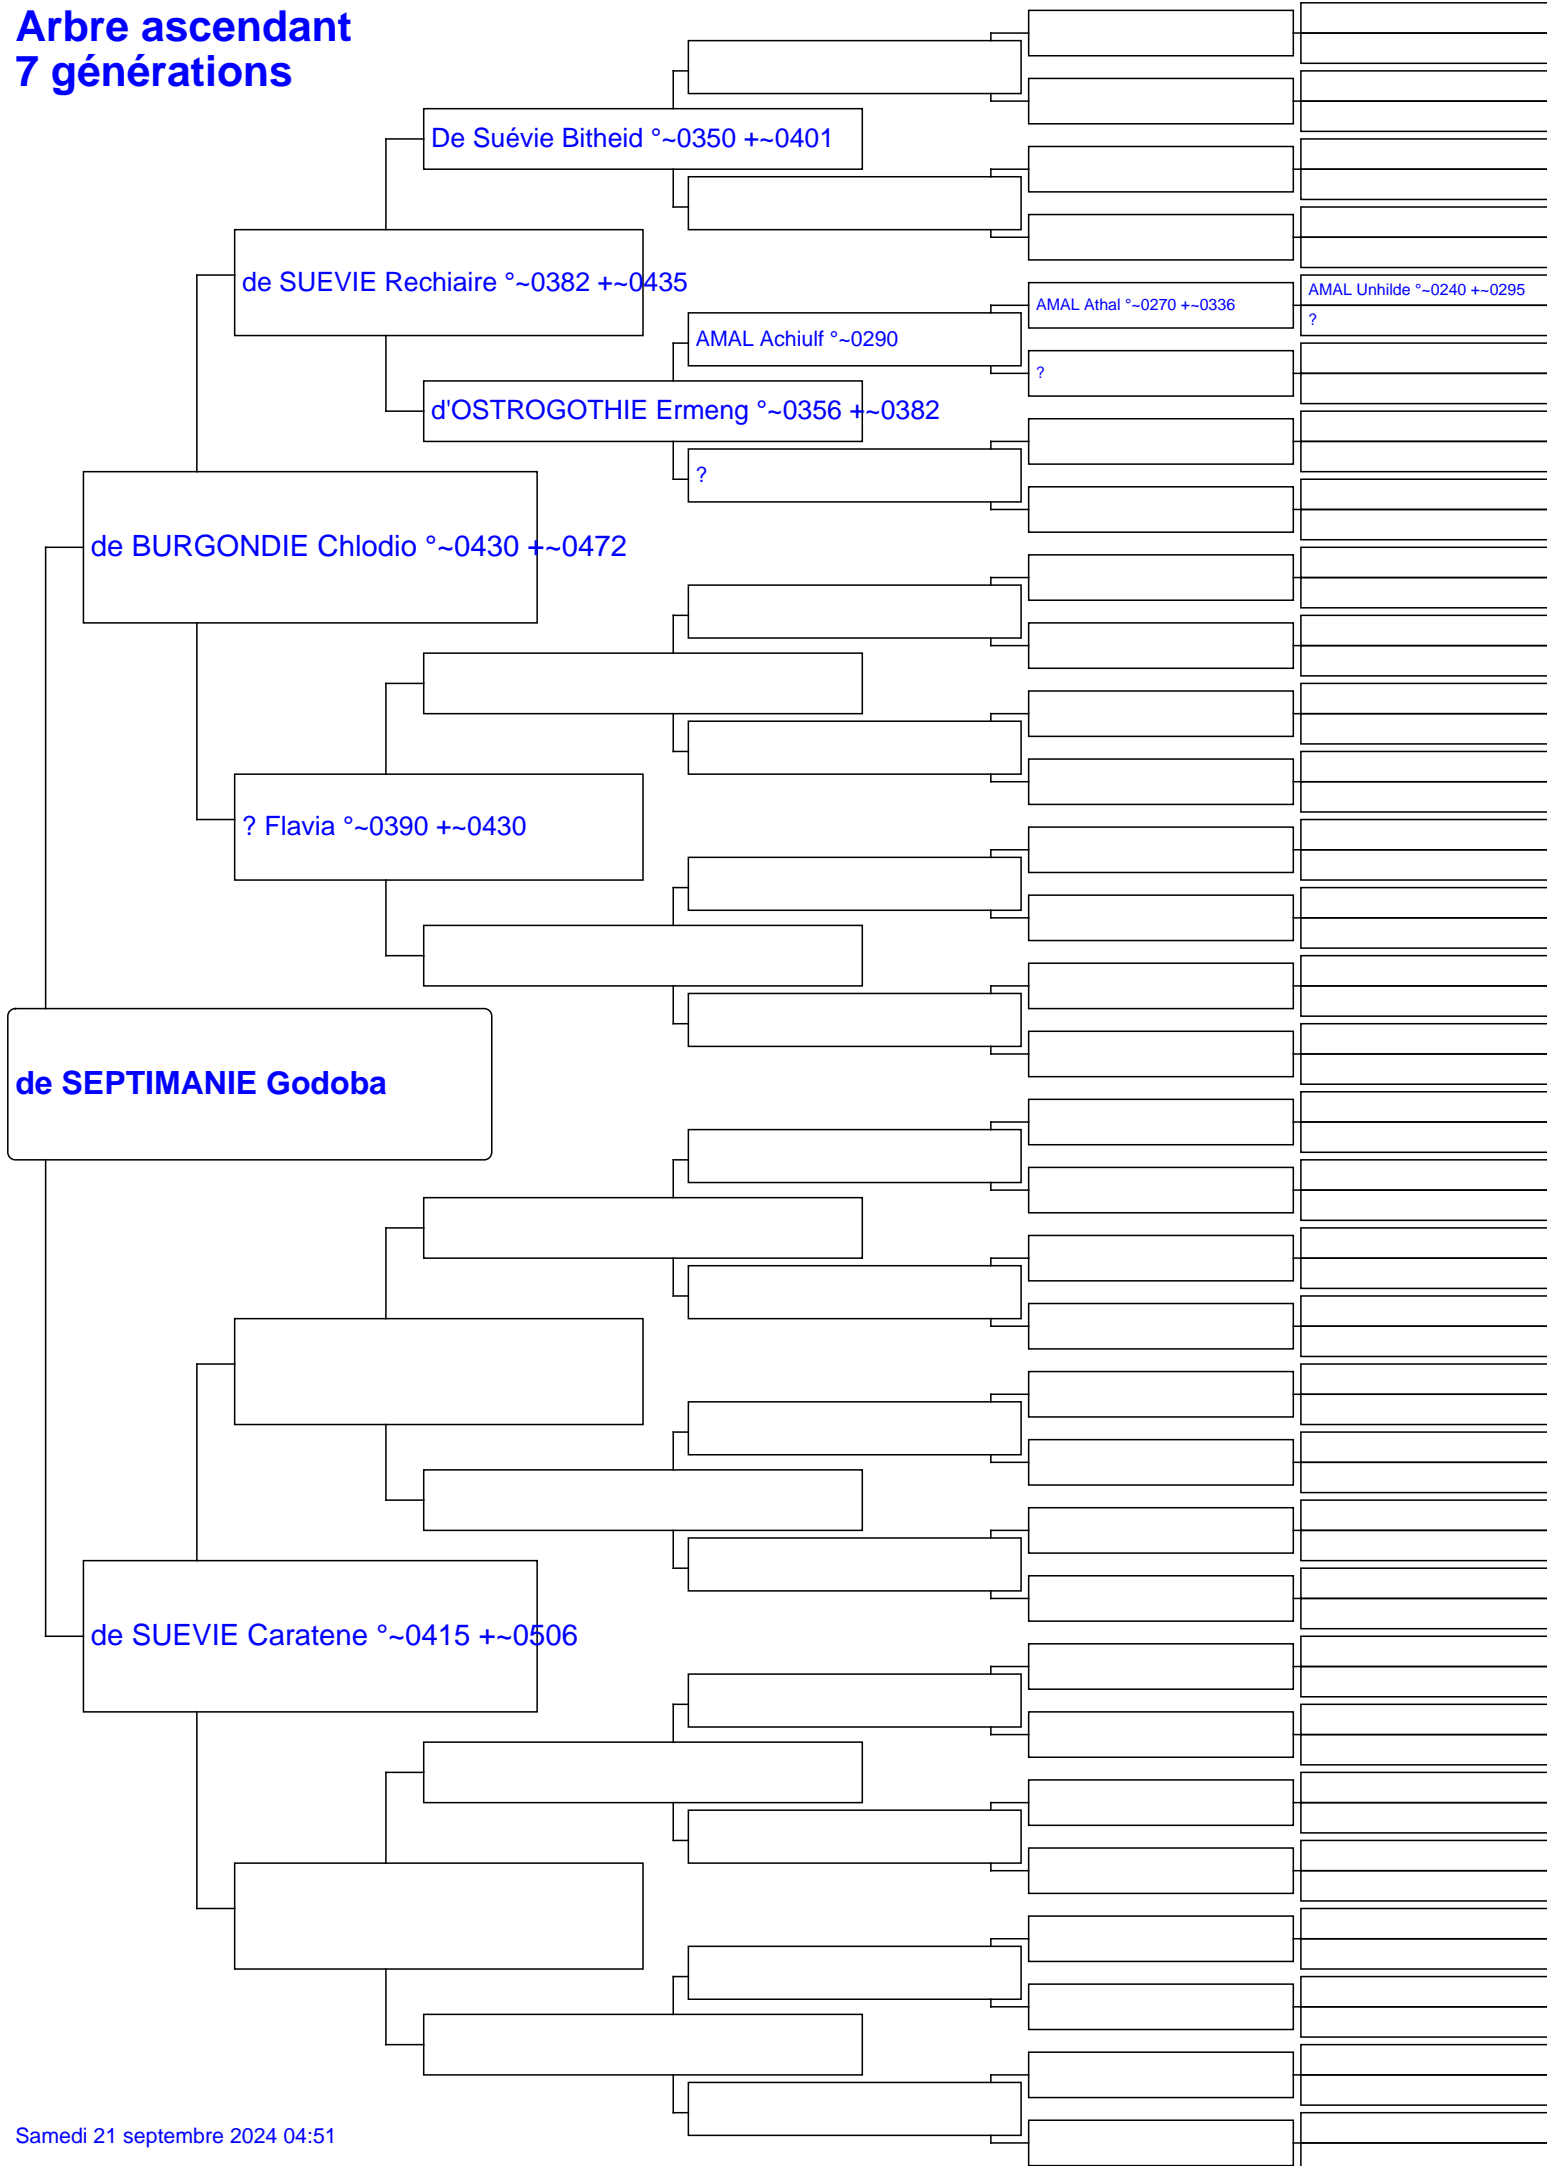 Arbre ascendant
7 générations
De Suévie Bitheid °~0350 +~0401
de SUEVIE Rechiaire °~0382 +~0435
AMAL Unhilde °~0240 +~0295
AMAL Athal °~0270 +~0336
?
AMAL Achiulf °~0290
?
d'OSTROGOTHIE Ermeng °~0356 +~0382
?
de BURGONDIE Chlodio °~0430 +~0472
? Flavia °~0390 +~0430
de SEPTIMANIE Godoba
de SUEVIE Caratene °~0415 +~0506
Samedi 21 septembre 2024 04:51